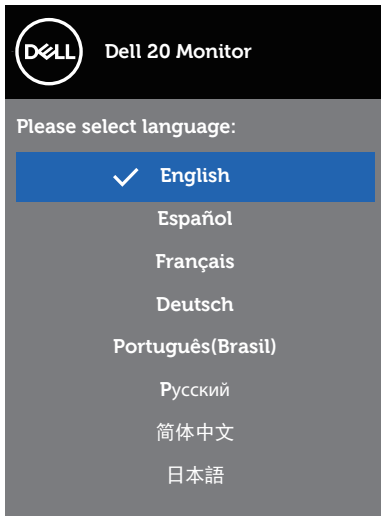 DELL
Dell 20 Monitor
Please select language:
English
Español
Français
Deutsch
Português(Brasil)
Русский
简体中文
日本語